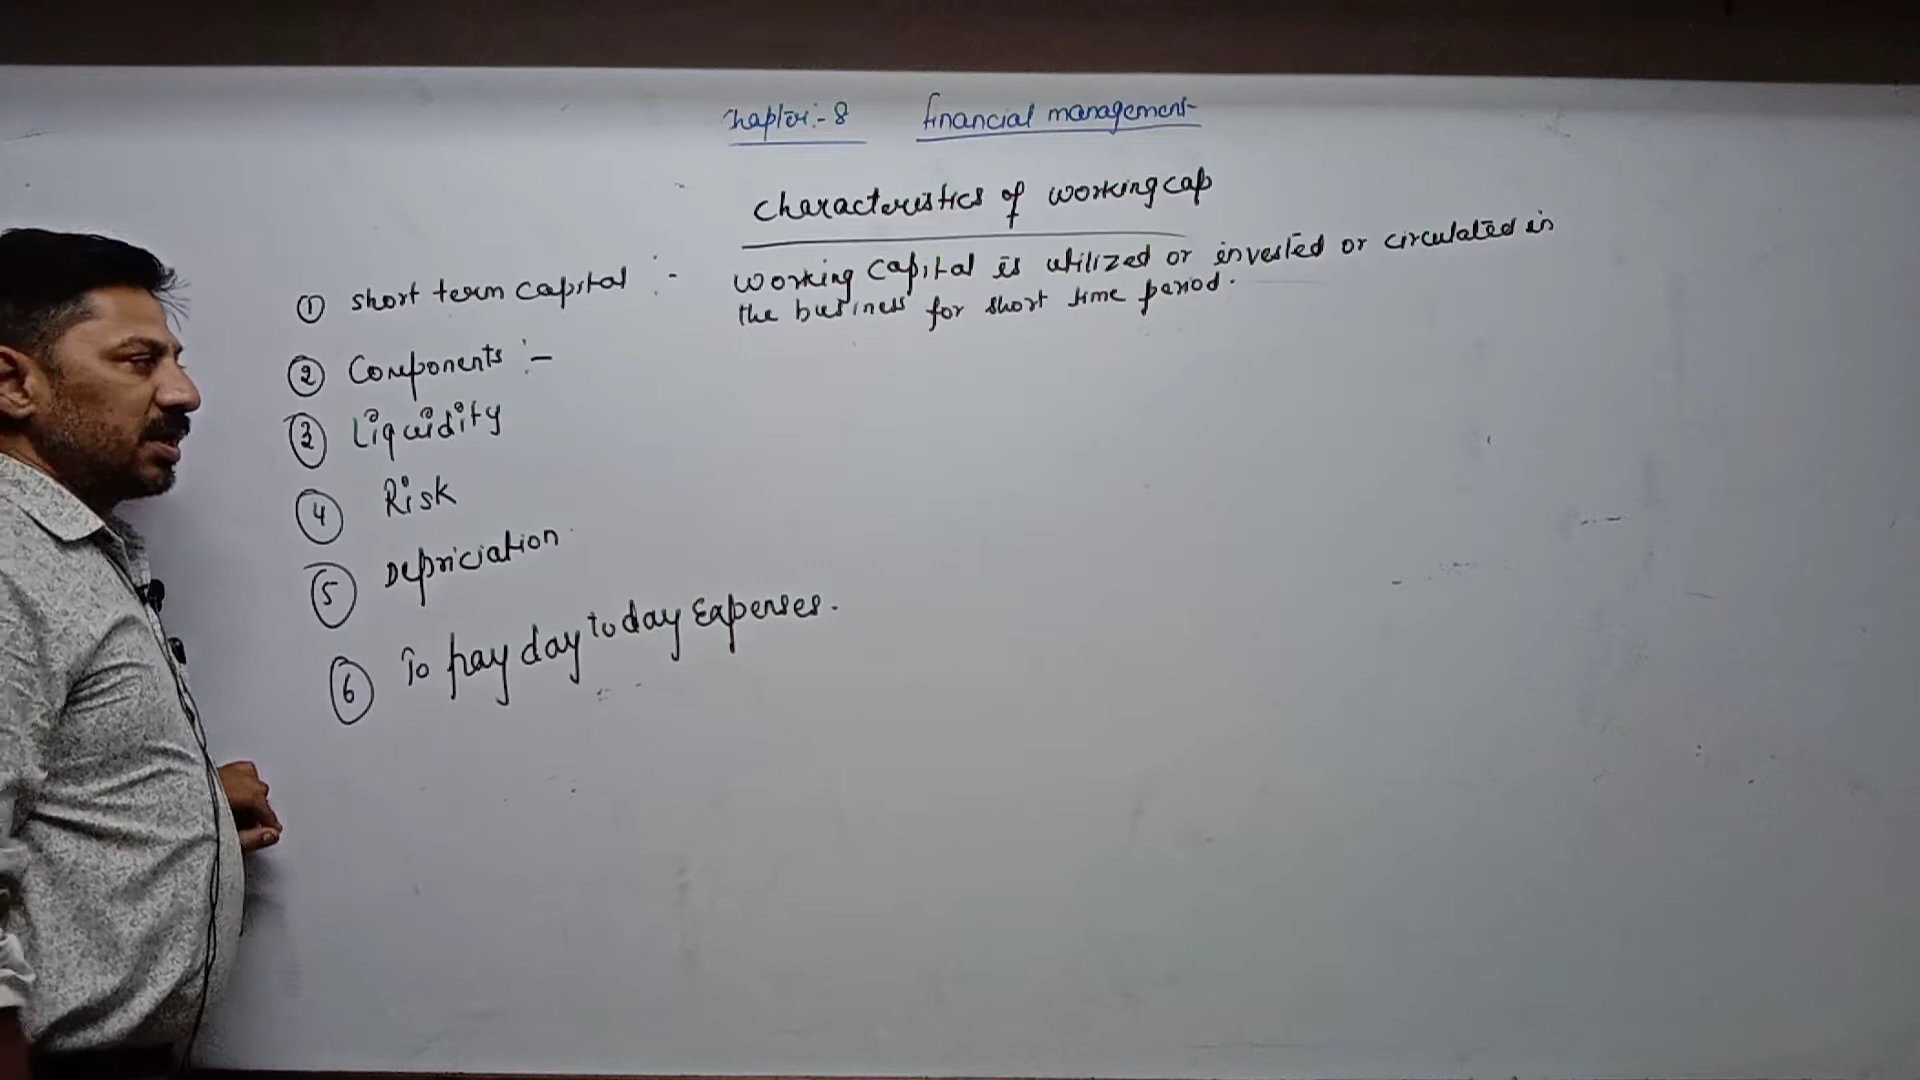 Chapter:- 8 financial management
characteristics of working cap
① short term capital :- working capital is utilized or invested or circulated in
the business for short time period.
② Components :-
③ Liquidity
④ Risk
⑤ Depriciation
⑥ To pay day to day Expenses.